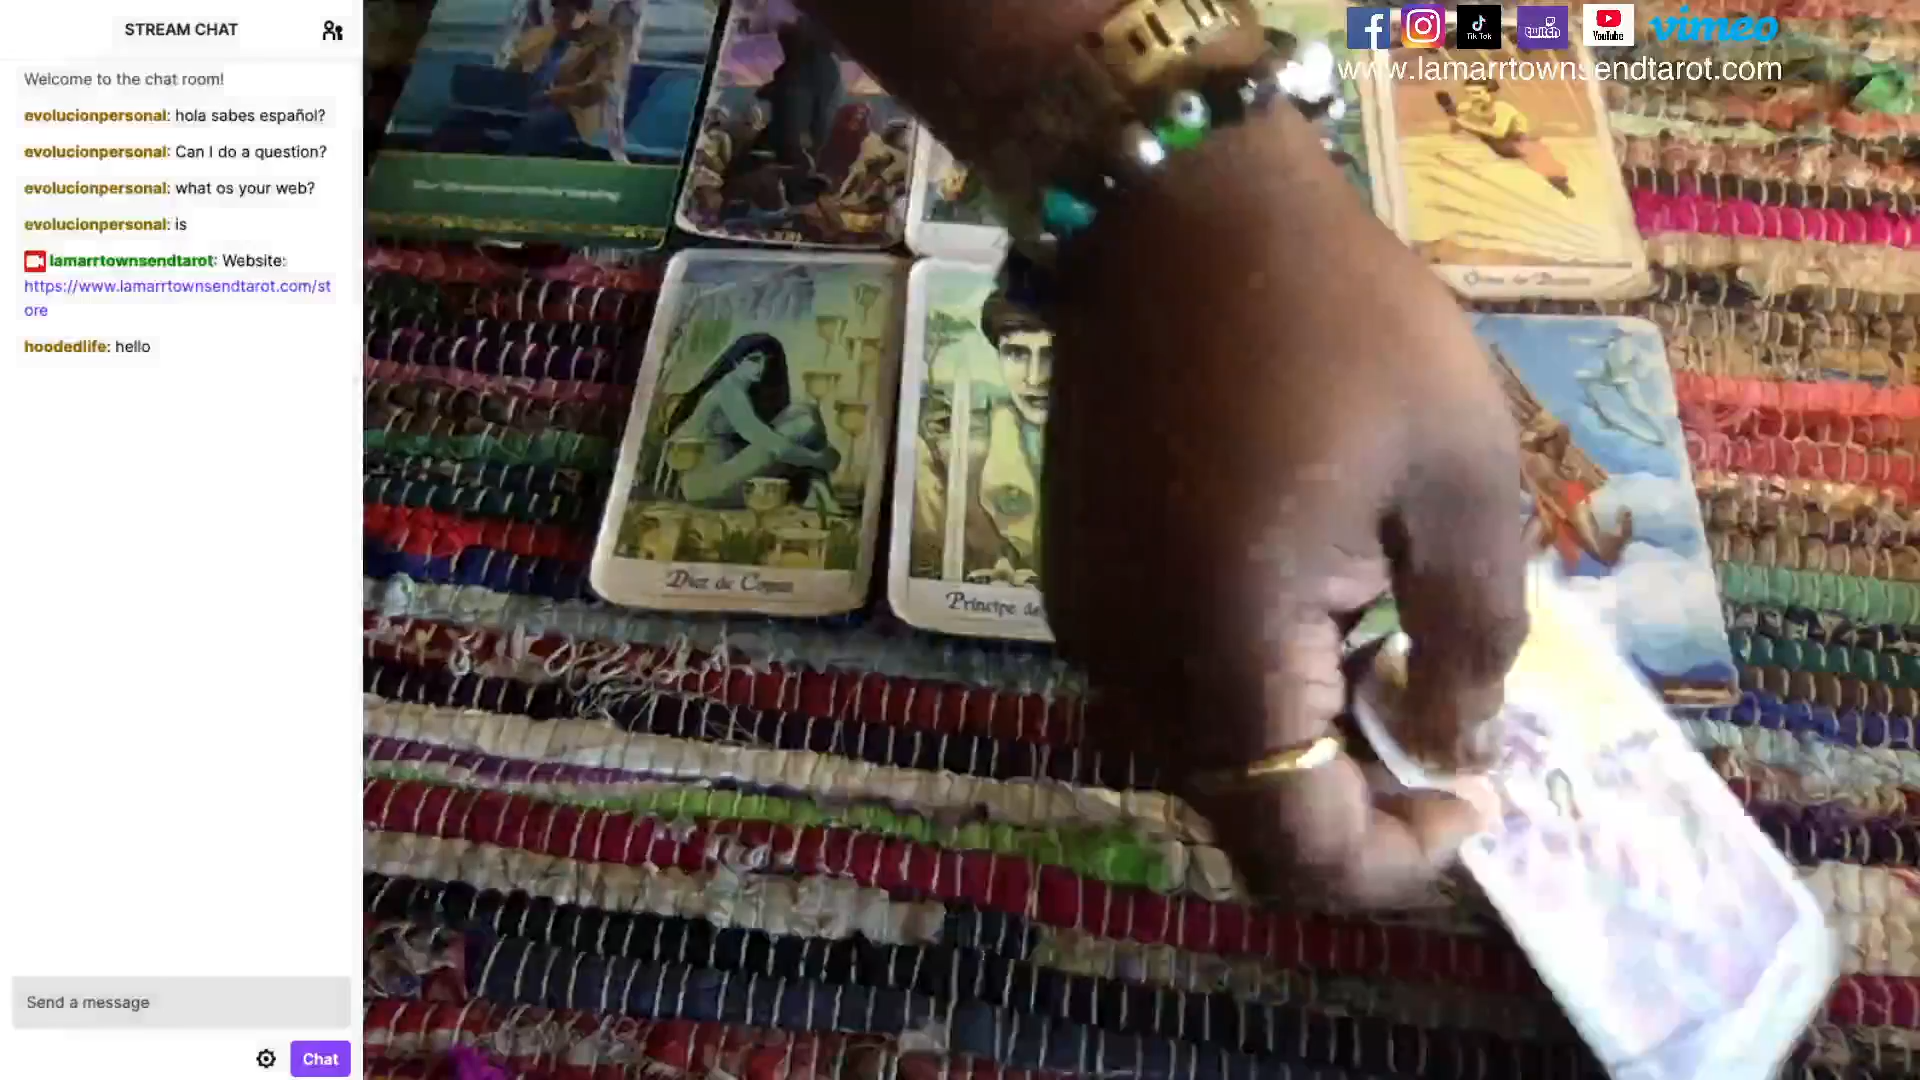 STREAM CHAT
Welcome to the chat room!
evolucionpersonal: hola sabes español?
evolucionpersonal: Can I do a question?
evolucionpersonal: what os your web?
evolucionpersonal: is
lamarrtownsendtarot: Website:
https://www.lamarrtownsendtarot.com/st
ore
hoodedlife: hello
Send a message
Chat
Tik Tok
twitch
YouTube
vimeo
www.lamarrtownsendtarot.com
Diez de Copas
Principe de